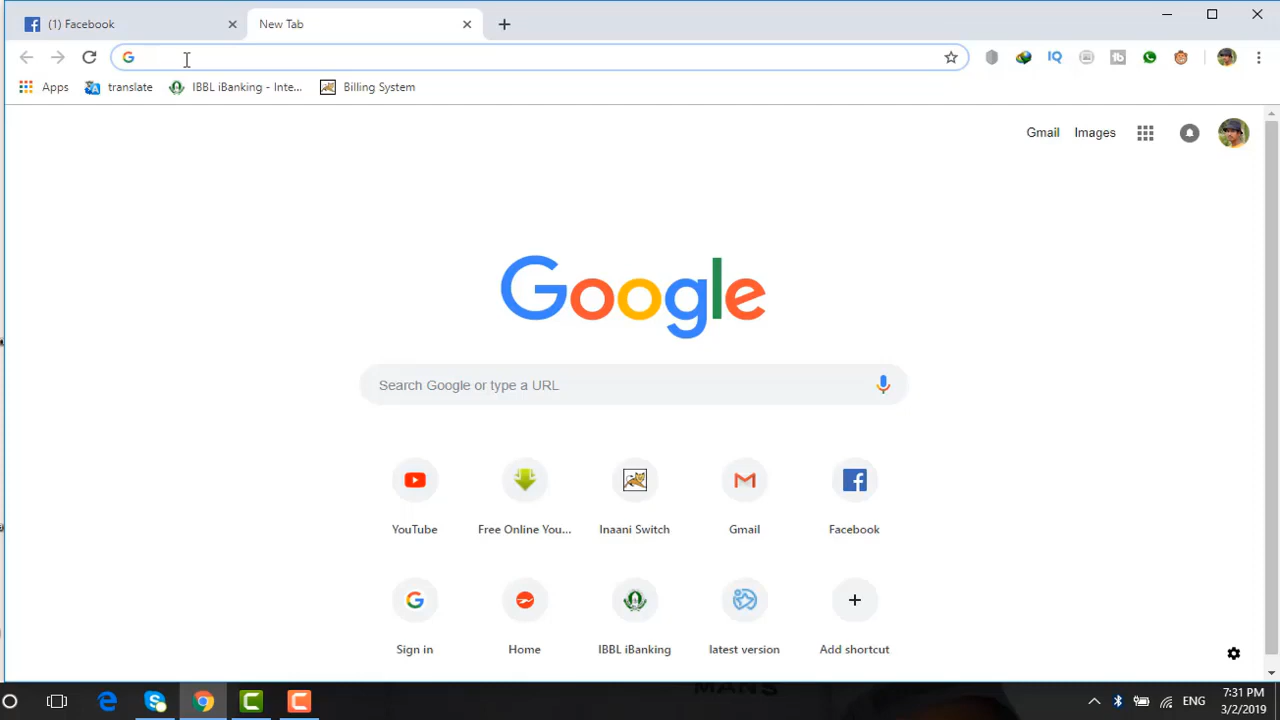 (1) Facebook
New Tab
Apps
translate
IBBL iBanking - Inte...
Billing System
Gmail
Images
Google
Search Google or type a URL
YouTube
Free Online You...
Inaani Switch
Gmail
Facebook
Sign in
Home
IBBL iBanking
latest version
Add shortcut
MANS
ENG
7:31 PM
3/2/2019